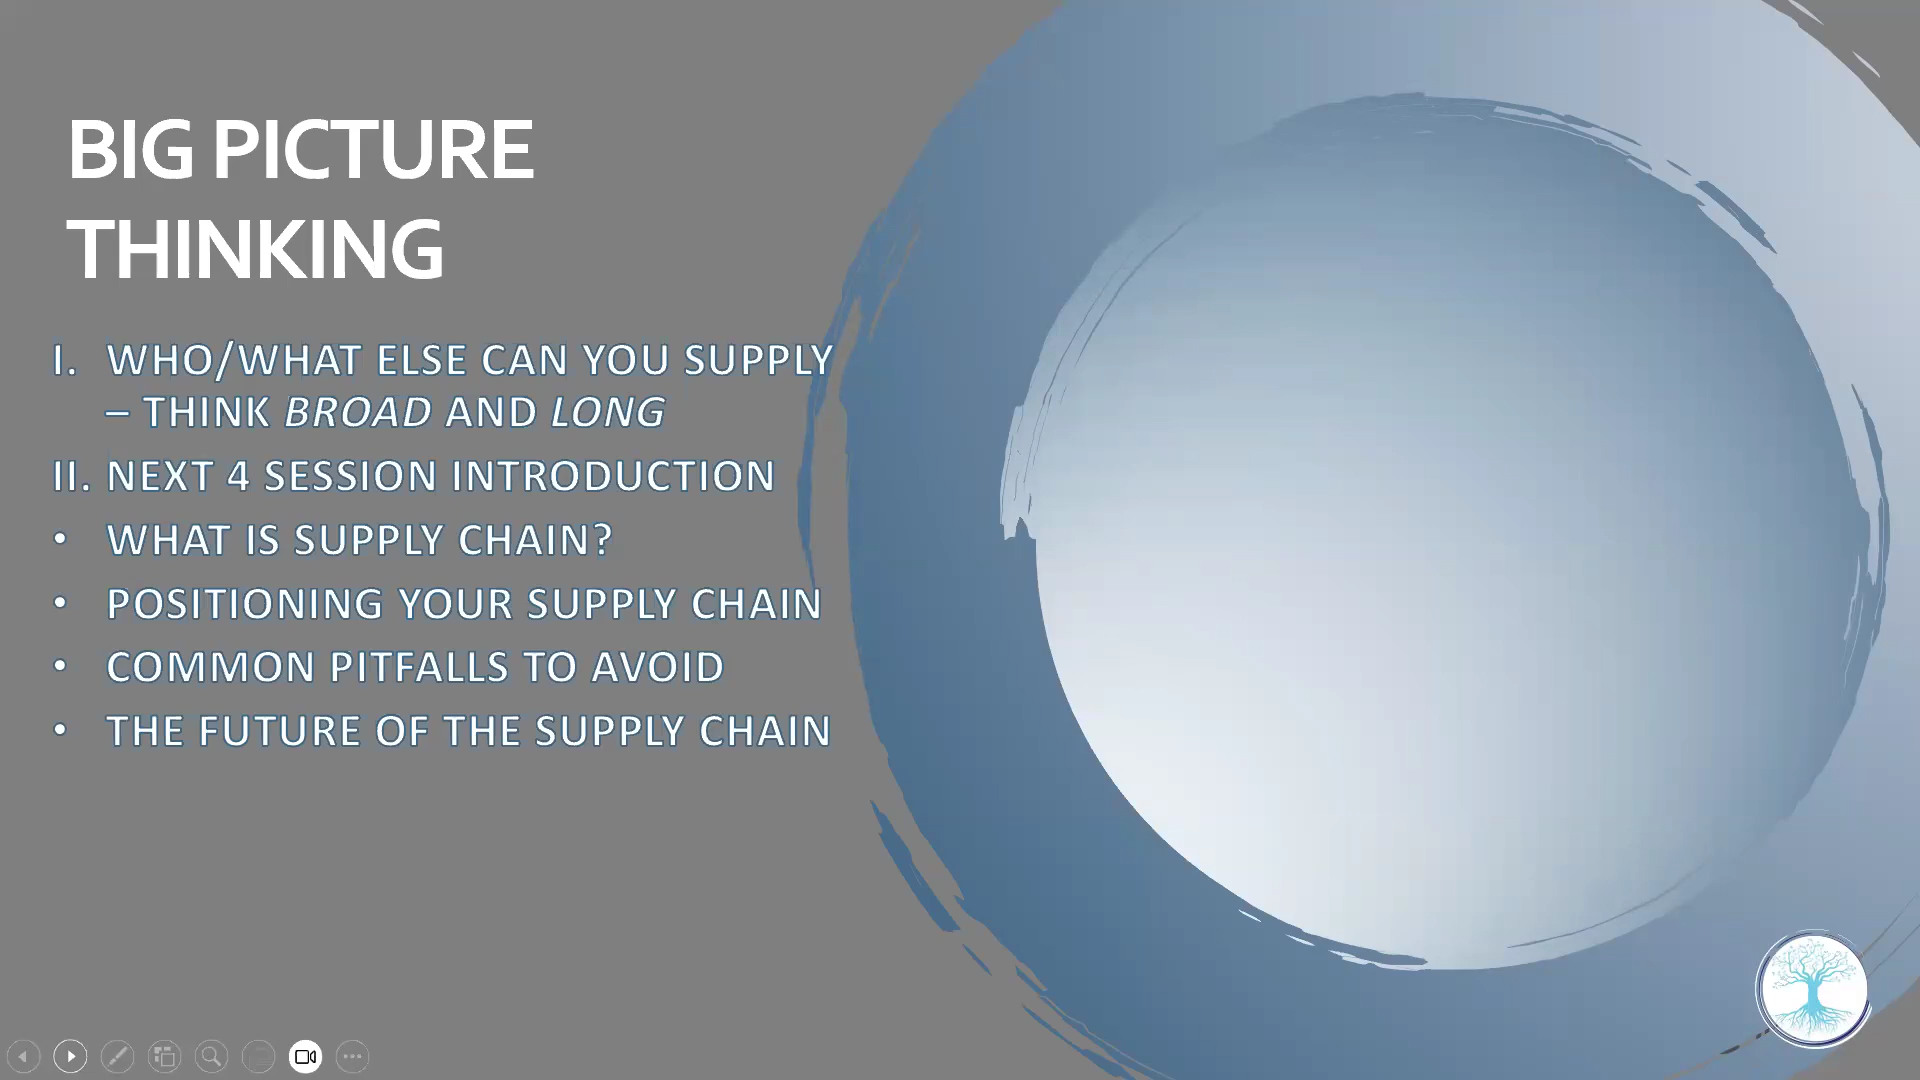 BIG PICTURE
THINKING
I. WHO/WHAT ELSE CAN YOU SUPPLY
– THINK BROAD AND LONG
II. NEXT 4 SESSION INTRODUCTION
• WHAT IS SUPPLY CHAIN?
• POSITIONING YOUR SUPPLY CHAIN
• COMMON PITFALLS TO AVOID
• THE FUTURE OF THE SUPPLY CHAIN